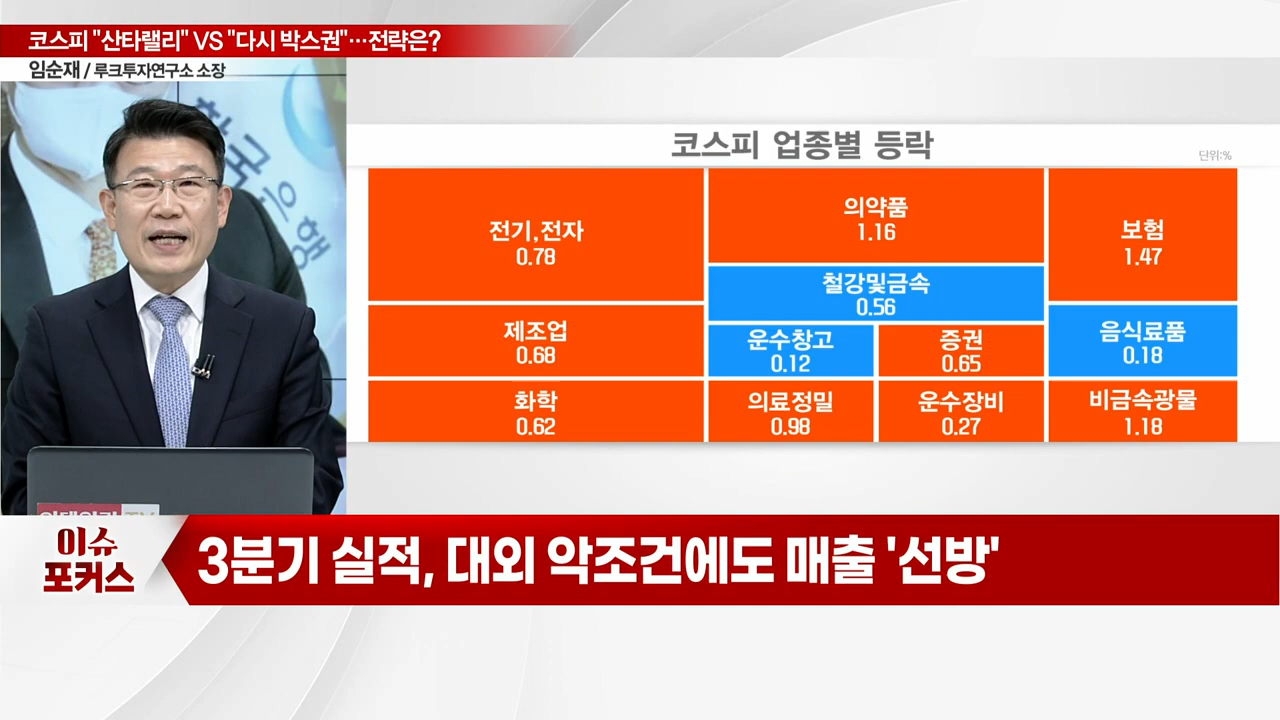 코스피 "산타랠리" VS "다시 박스권"…전략은?
임순재 / 루크투자연구소 소장
한국은행
코스피 업종별 등락
단위:%
전기,전자
0.78
의약품
1.16
보험
1.47
철강및금속
0.56
제조업
0.68
운수창고
0.12
증권
0.65
음식료품
0.18
화학
0.62
의료정밀
0.98
운수장비
0.27
비금속광물
1.18
이슈
포커스
3분기 실적, 대외 악조건에도 매출 '선방'